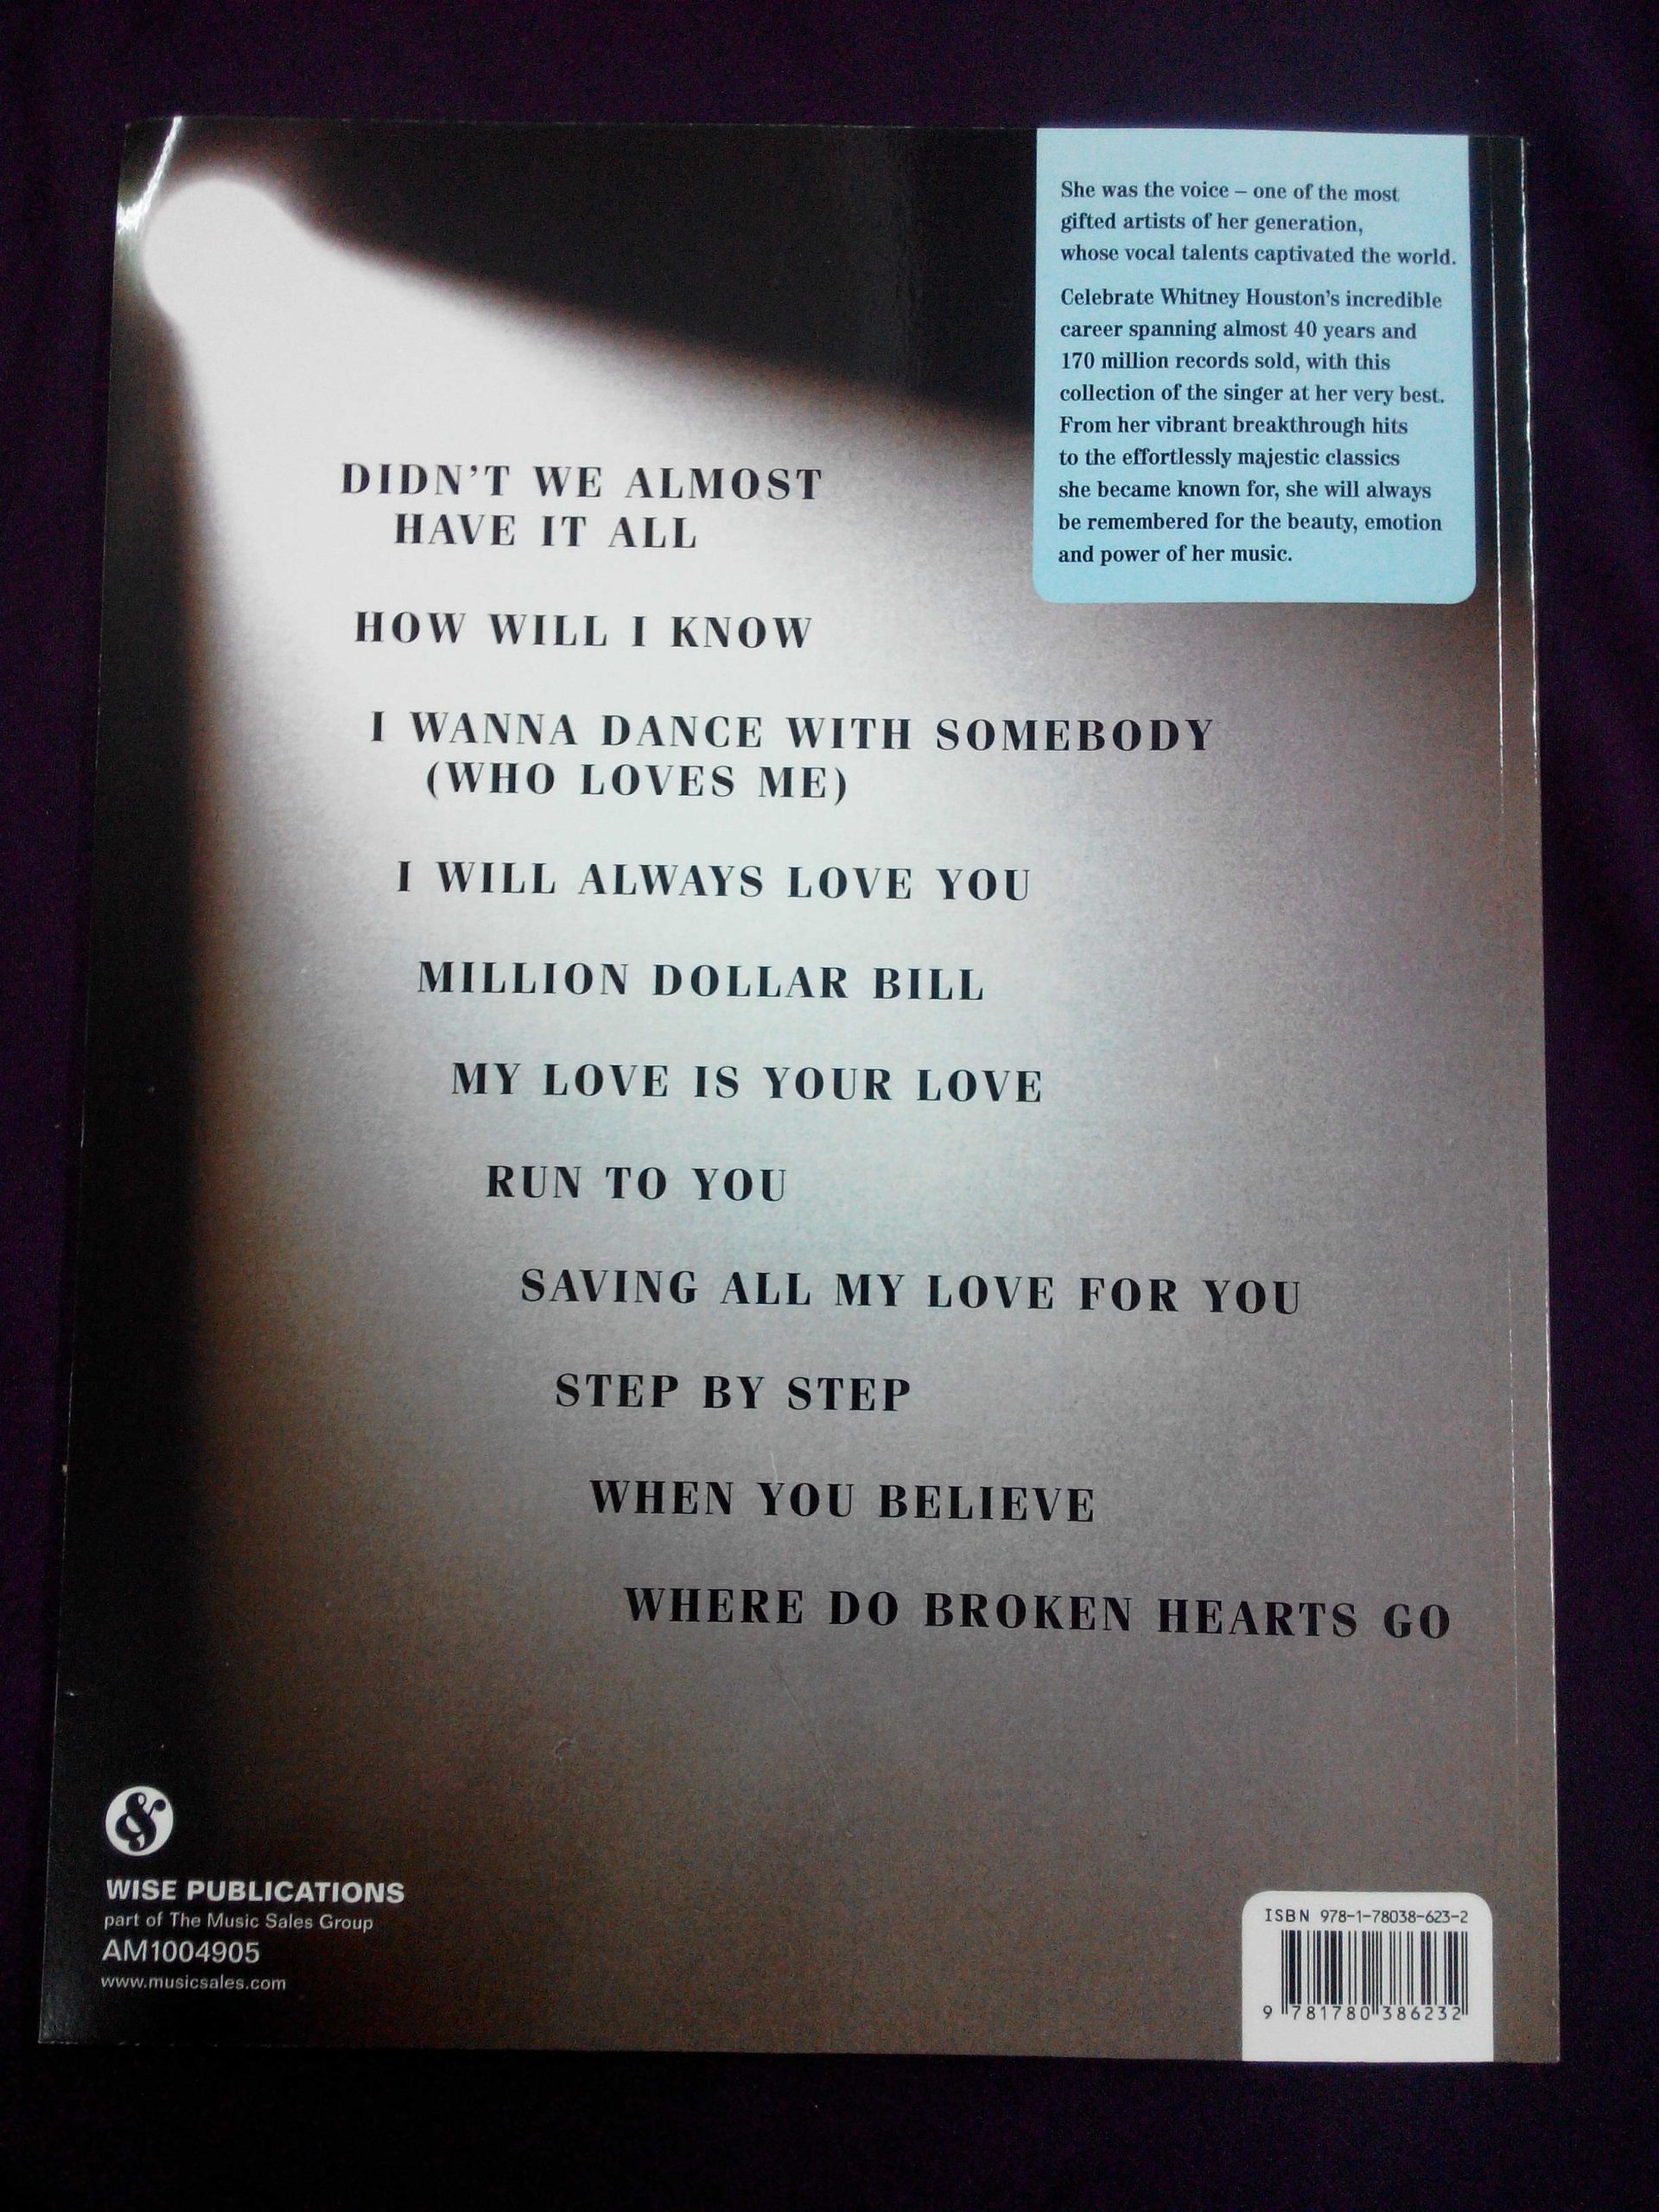 She was the voice – one of the most
gifted artists of her generation,
whose vocal talents captivated the world.
Celebrate Whitney Houston's incredible
career spanning almost 40 years and
170 million records sold, with this
collection of the singer at her very best.
From her vibrant breakthrough hits
to the effortlessly majestic classics
she became known for, she will always
be remembered for the beauty, emotion
and power of her music.
DIDN'T WE ALMOST
HAVE IT ALL
HOW WILL I KNOW
I WANNA DANCE WITH SOMEBODY
(WHO LOVES ME)
I WILL ALWAYS LOVE YOU
MILLION DOLLAR BILL
MY LOVE IS YOUR LOVE
RUN TO YOU
SAVING ALL MY LOVE FOR YOU
STEP BY STEP
WHEN YOU BELIEVE
WHERE DO BROKEN HEARTS GO
&
WISE PUBLICATIONS
part of The Music Sales Group
AM1004905
www.musicsales.com
ISBN 978-1-78038-623-2
9 781780 386232